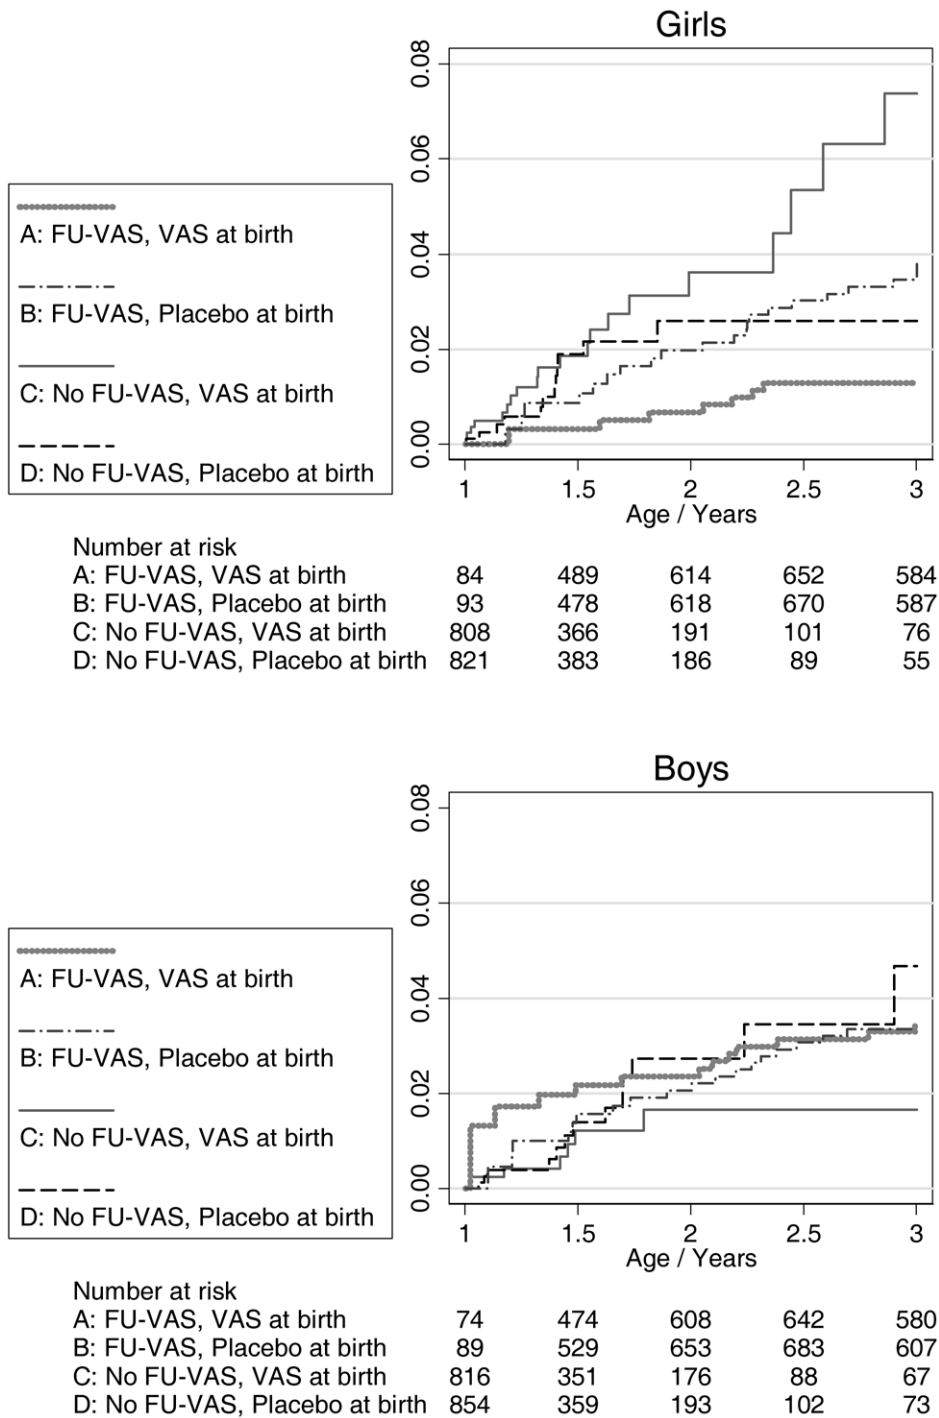 Girls
0.08
0.06
0.04
0.02
0.00
A: FU-VAS, VAS at birth
B: FU-VAS, Placebo at birth
C: No FU-VAS, VAS at birth
D: No FU-VAS, Placebo at birth
1 1.5 2 2.5 3
Age / Years
Number at risk
A: FU-VAS, VAS at birth 84 489 614 652 584
B: FU-VAS, Placebo at birth 93 478 618 670 587
C: No FU-VAS, VAS at birth 808 366 191 101 76
D: No FU-VAS, Placebo at birth 821 383 186 89 55
Boys
0.08
0.06
0.04
0.02
0.00
A: FU-VAS, VAS at birth
B: FU-VAS, Placebo at birth
C: No FU-VAS, VAS at birth
D: No FU-VAS, Placebo at birth
1 1.5 2 2.5 3
Age / Years
Number at risk
A: FU-VAS, VAS at birth 74 474 608 642 580
B: FU-VAS, Placebo at birth 89 529 653 683 607
C: No FU-VAS, VAS at birth 816 351 176 88 67
D: No FU-VAS, Placebo at birth 854 359 193 102 73